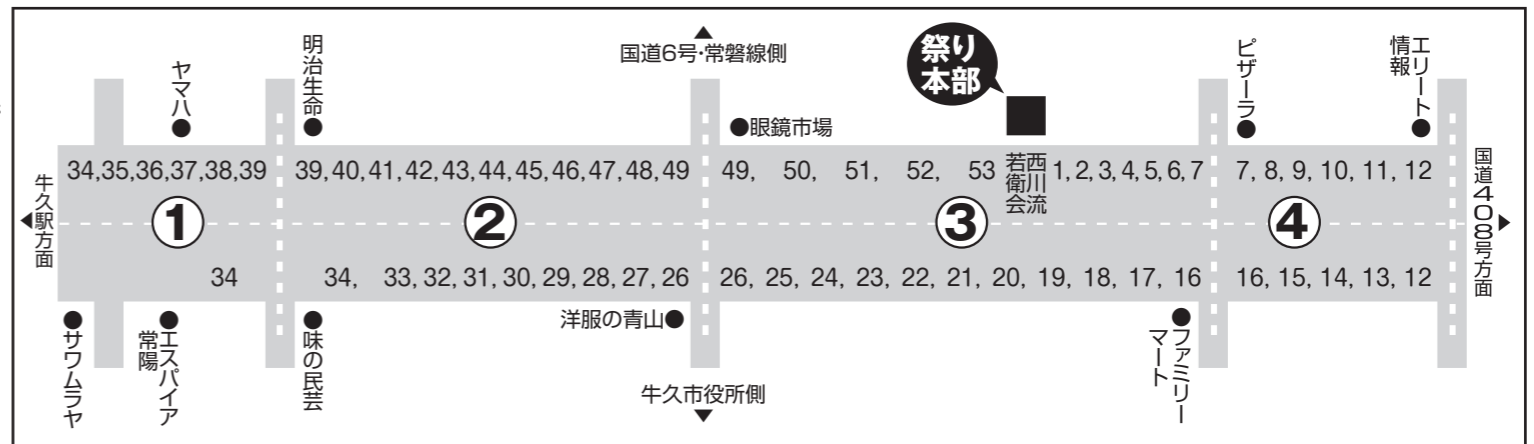 国道6号・常磐線側
祭り
本部
ヤマハ
明治生命
眼鏡市場
ピザーラ
エリート
情報
34,35,36,37,38,39
39,40,41,42,43,44,45,46,47,48,49
49, 50, 51, 52, 53
西川流
若衛会
1,2,3,4,5,6,7
7, 8, 9, 10, 11, 12
牛久駅方面
①
②
③
④
国道408号方面
34
34, 33, 32, 31, 30, 29, 28, 27, 26
26, 25, 24, 23, 22, 21, 20, 19, 18, 17, 16
16, 15, 14, 13, 12
サワムラヤ
エスパイア
常陽
味の民芸
洋服の青山
ファミリー
マート
牛久市役所側